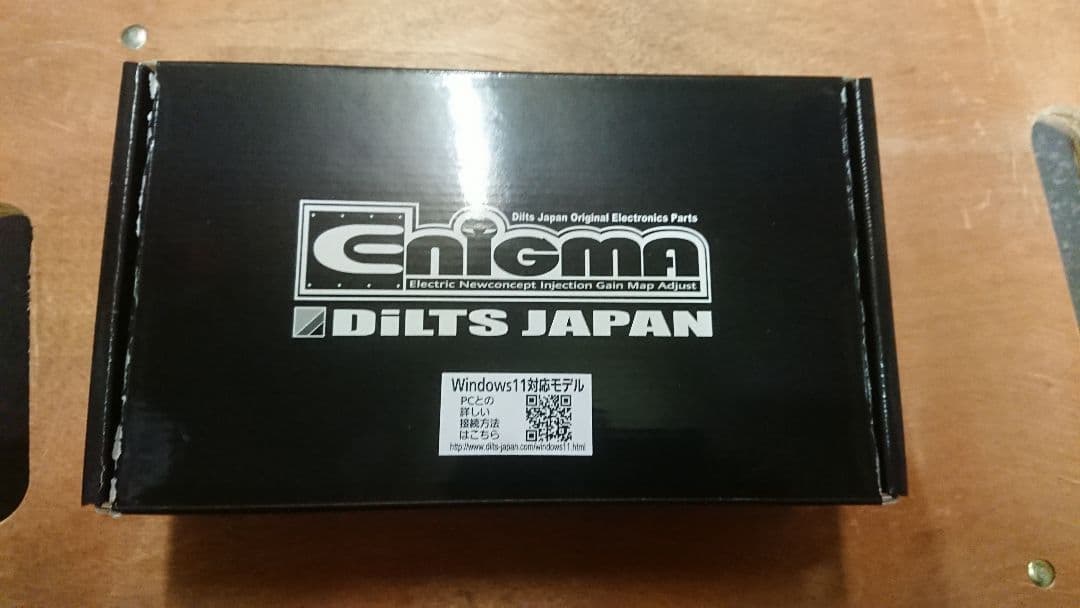 Dilts Japan Original Electronics Parts
Enigma
Electric Newconcept Injection Gain Map Adjust
DiLTS JAPAN
Windows11対応モデル
PCとの
詳しい
接続方法
はこちら
http://www.dilts-japan.com/windows11.html